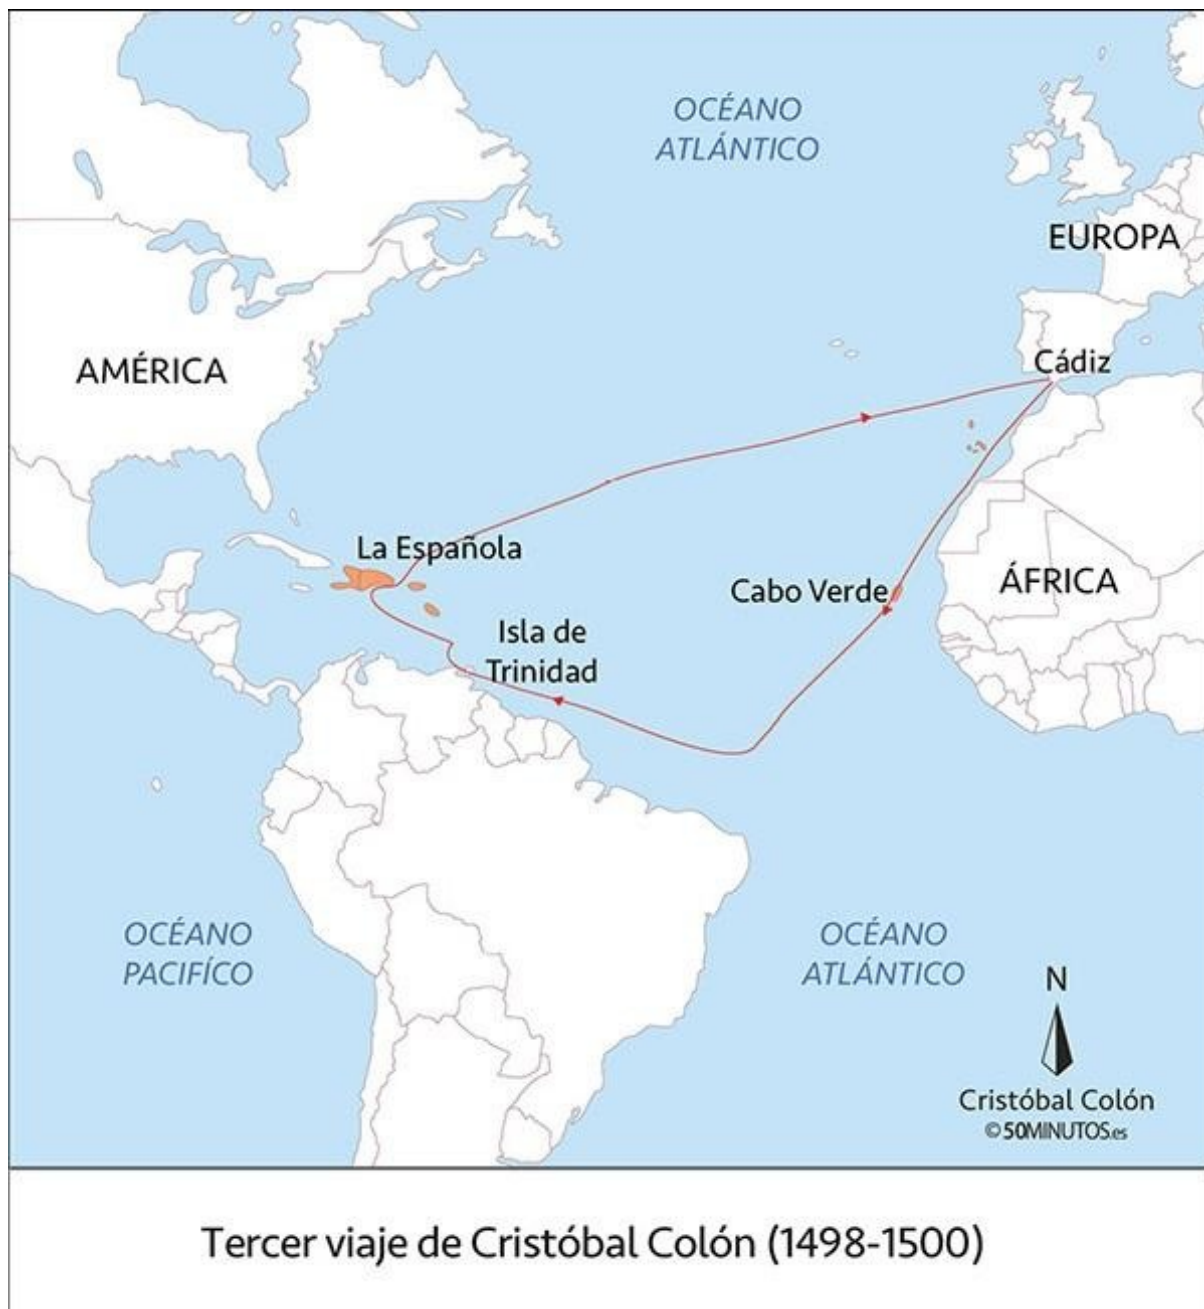 OCÉANO
ATLÁNTICO
EUROPA
AMÉRICA
Cádiz
La Española
Cabo Verde
ÁFRICA
Isla de
Trinidad
OCÉANO
PACIFÍCO
OCÉANO
ATLÁNTICO
N
Cristóbal Colón
©50MINUTOS.es
Tercer viaje de Cristóbal Colón (1498-1500)